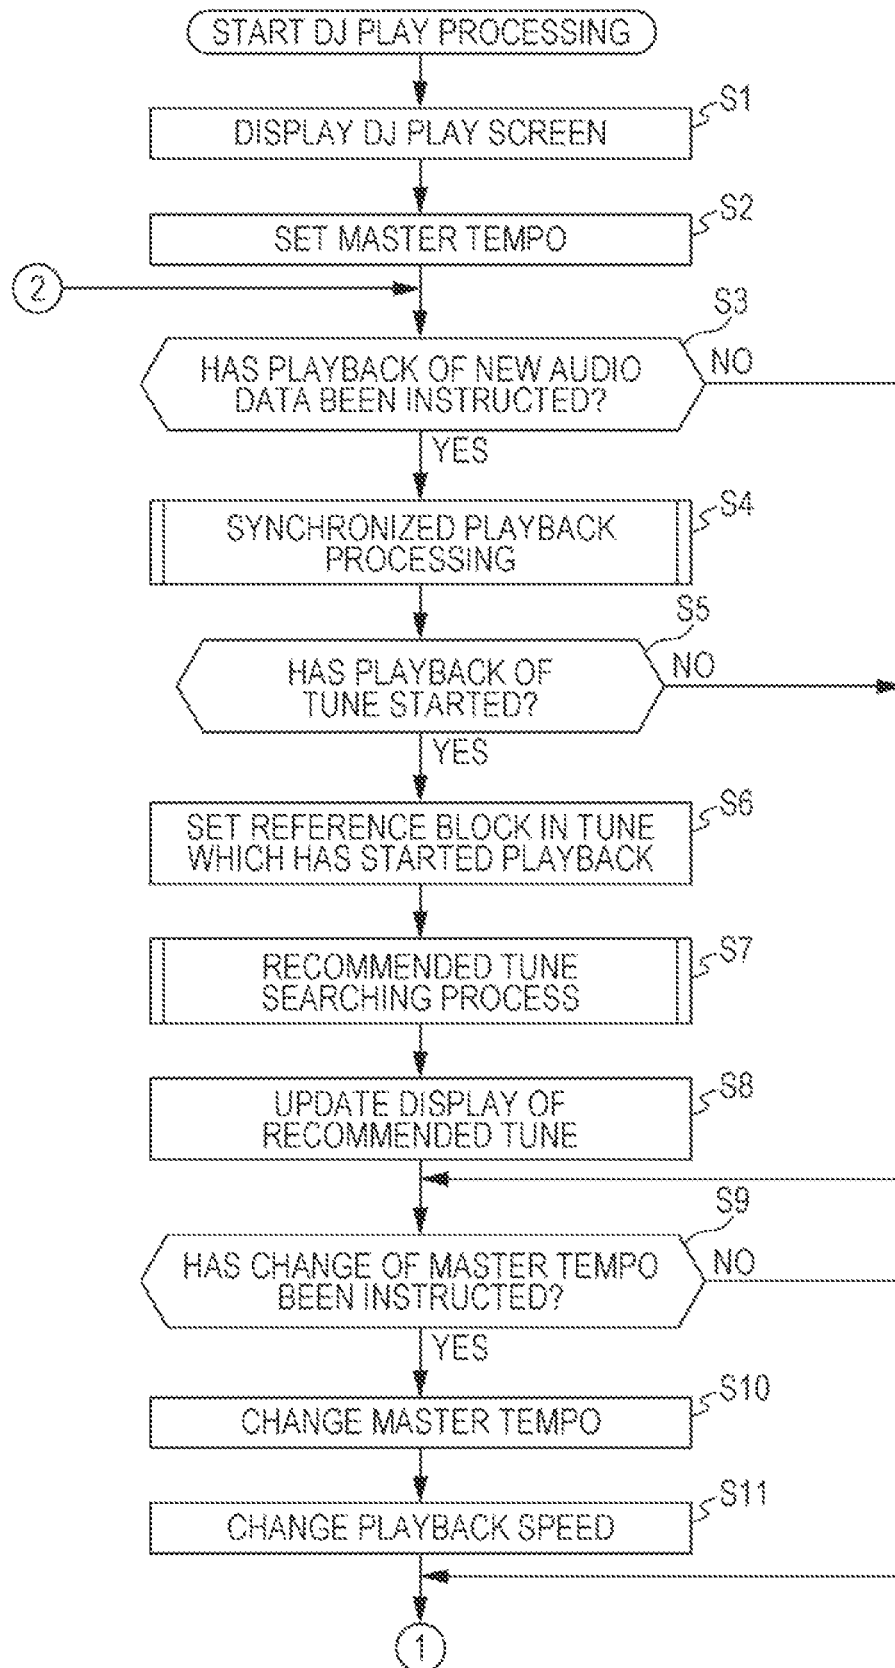 START DJ PLAY PROCESSING
S1
DISPLAY DJ PLAY SCREEN
S2
SET MASTER TEMPO
2
S3
HAS PLAYBACK OF NEW AUDIO
DATA BEEN INSTRUCTED?
NO
YES
S4
SYNCHRONIZED PLAYBACK
PROCESSING
S5
HAS PLAYBACK OF
TUNE STARTED?
NO
YES
S6
SET REFERENCE BLOCK IN TUNE
WHICH HAS STARTED PLAYBACK
S7
RECOMMENDED TUNE
SEARCHING PROCESS
S8
UPDATE DISPLAY OF
RECOMMENDED TUNE
S9
HAS CHANGE OF MASTER TEMPO
BEEN INSTRUCTED?
NO
YES
S10
CHANGE MASTER TEMPO
S11
CHANGE PLAYBACK SPEED
1